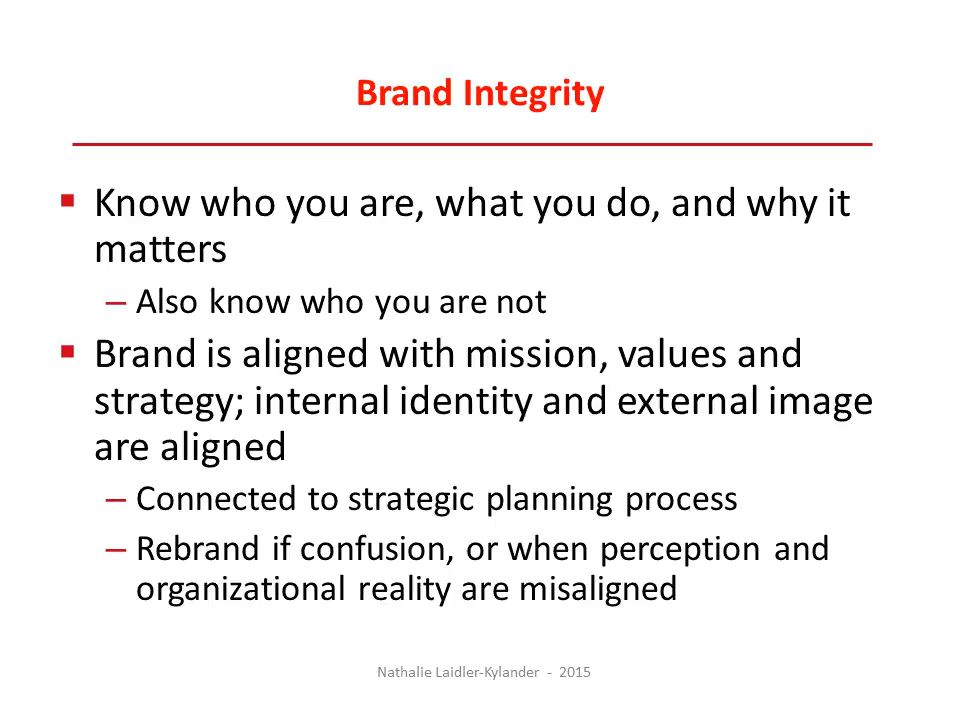 Brand Integrity
▪ Know who you are, what you do, and why it
matters
– Also know who you are not
▪ Brand is aligned with mission, values and
strategy; internal identity and external image
are aligned
– Connected to strategic planning process
– Rebrand if confusion, or when perception and
organizational reality are misaligned
Nathalie Laidler-Kylander - 2015